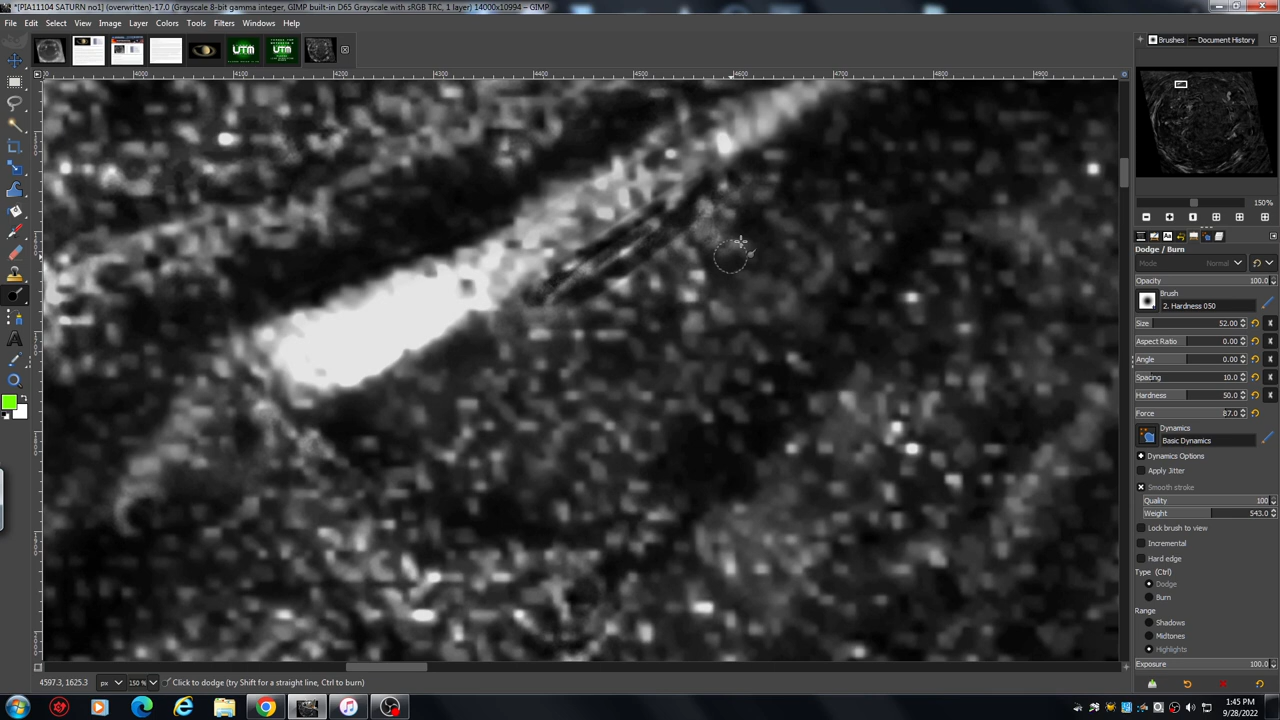 *[PIA11104 SATURN no1] (overwritten)-17.0 (Grayscale 8-bit gamma integer, GIMP built-in D65 Grayscale with sRGB TRC, 1 layer) 14000x10994 – GIMP
File Edit Select View Image Layer Colors Tools Filters Windows Help
UTM UTM
Brushes Document History
4000 4100 4200 4300 4400 4500 4600 4700 4800 4900
150%
Mode Normal
Opacity 100.0
Brush
2. Hardness 050
Size 52.00
Aspect Ratio 0.00
Angle 0.00
Spacing 10.0
Hardness 50.0
Force 87.0
Dynamics
Basic Dynamics
Dynamics Options
Apply Jitter
Smooth stroke
Quality 100
Weight 543.0
Lock brush to view
Incremental
Hard edge
Type (Ctrl)
Dodge
Burn
Range
Shadows
Midtones
Highlights
Exposure 100.0
4597.3, 1625.3 px 150 % Click to dodge (try Shift for a straight line, Ctrl to burn)
1:45 PM
9/28/2022